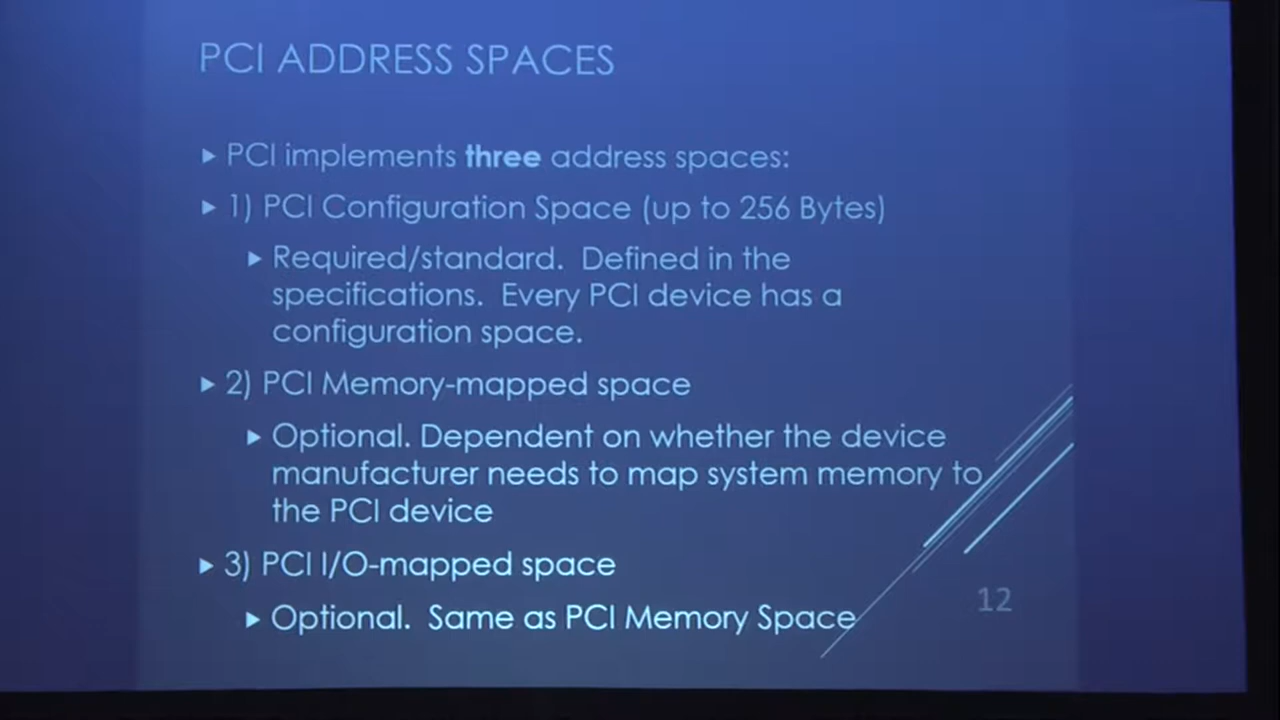 PCI ADDRESS SPACES
▸ PCI implements three address spaces:
▸ 1) PCI Configuration Space (up to 256 Bytes)
▸ Required/standard. Defined in the
specifications. Every PCI device has a
configuration space.
▸ 2) PCI Memory-mapped space
▸ Optional. Dependent on whether the device
manufacturer needs to map system memory to
the PCI device
▸ 3) PCI I/O-mapped space
▸ Optional. Same as PCI Memory Space
12